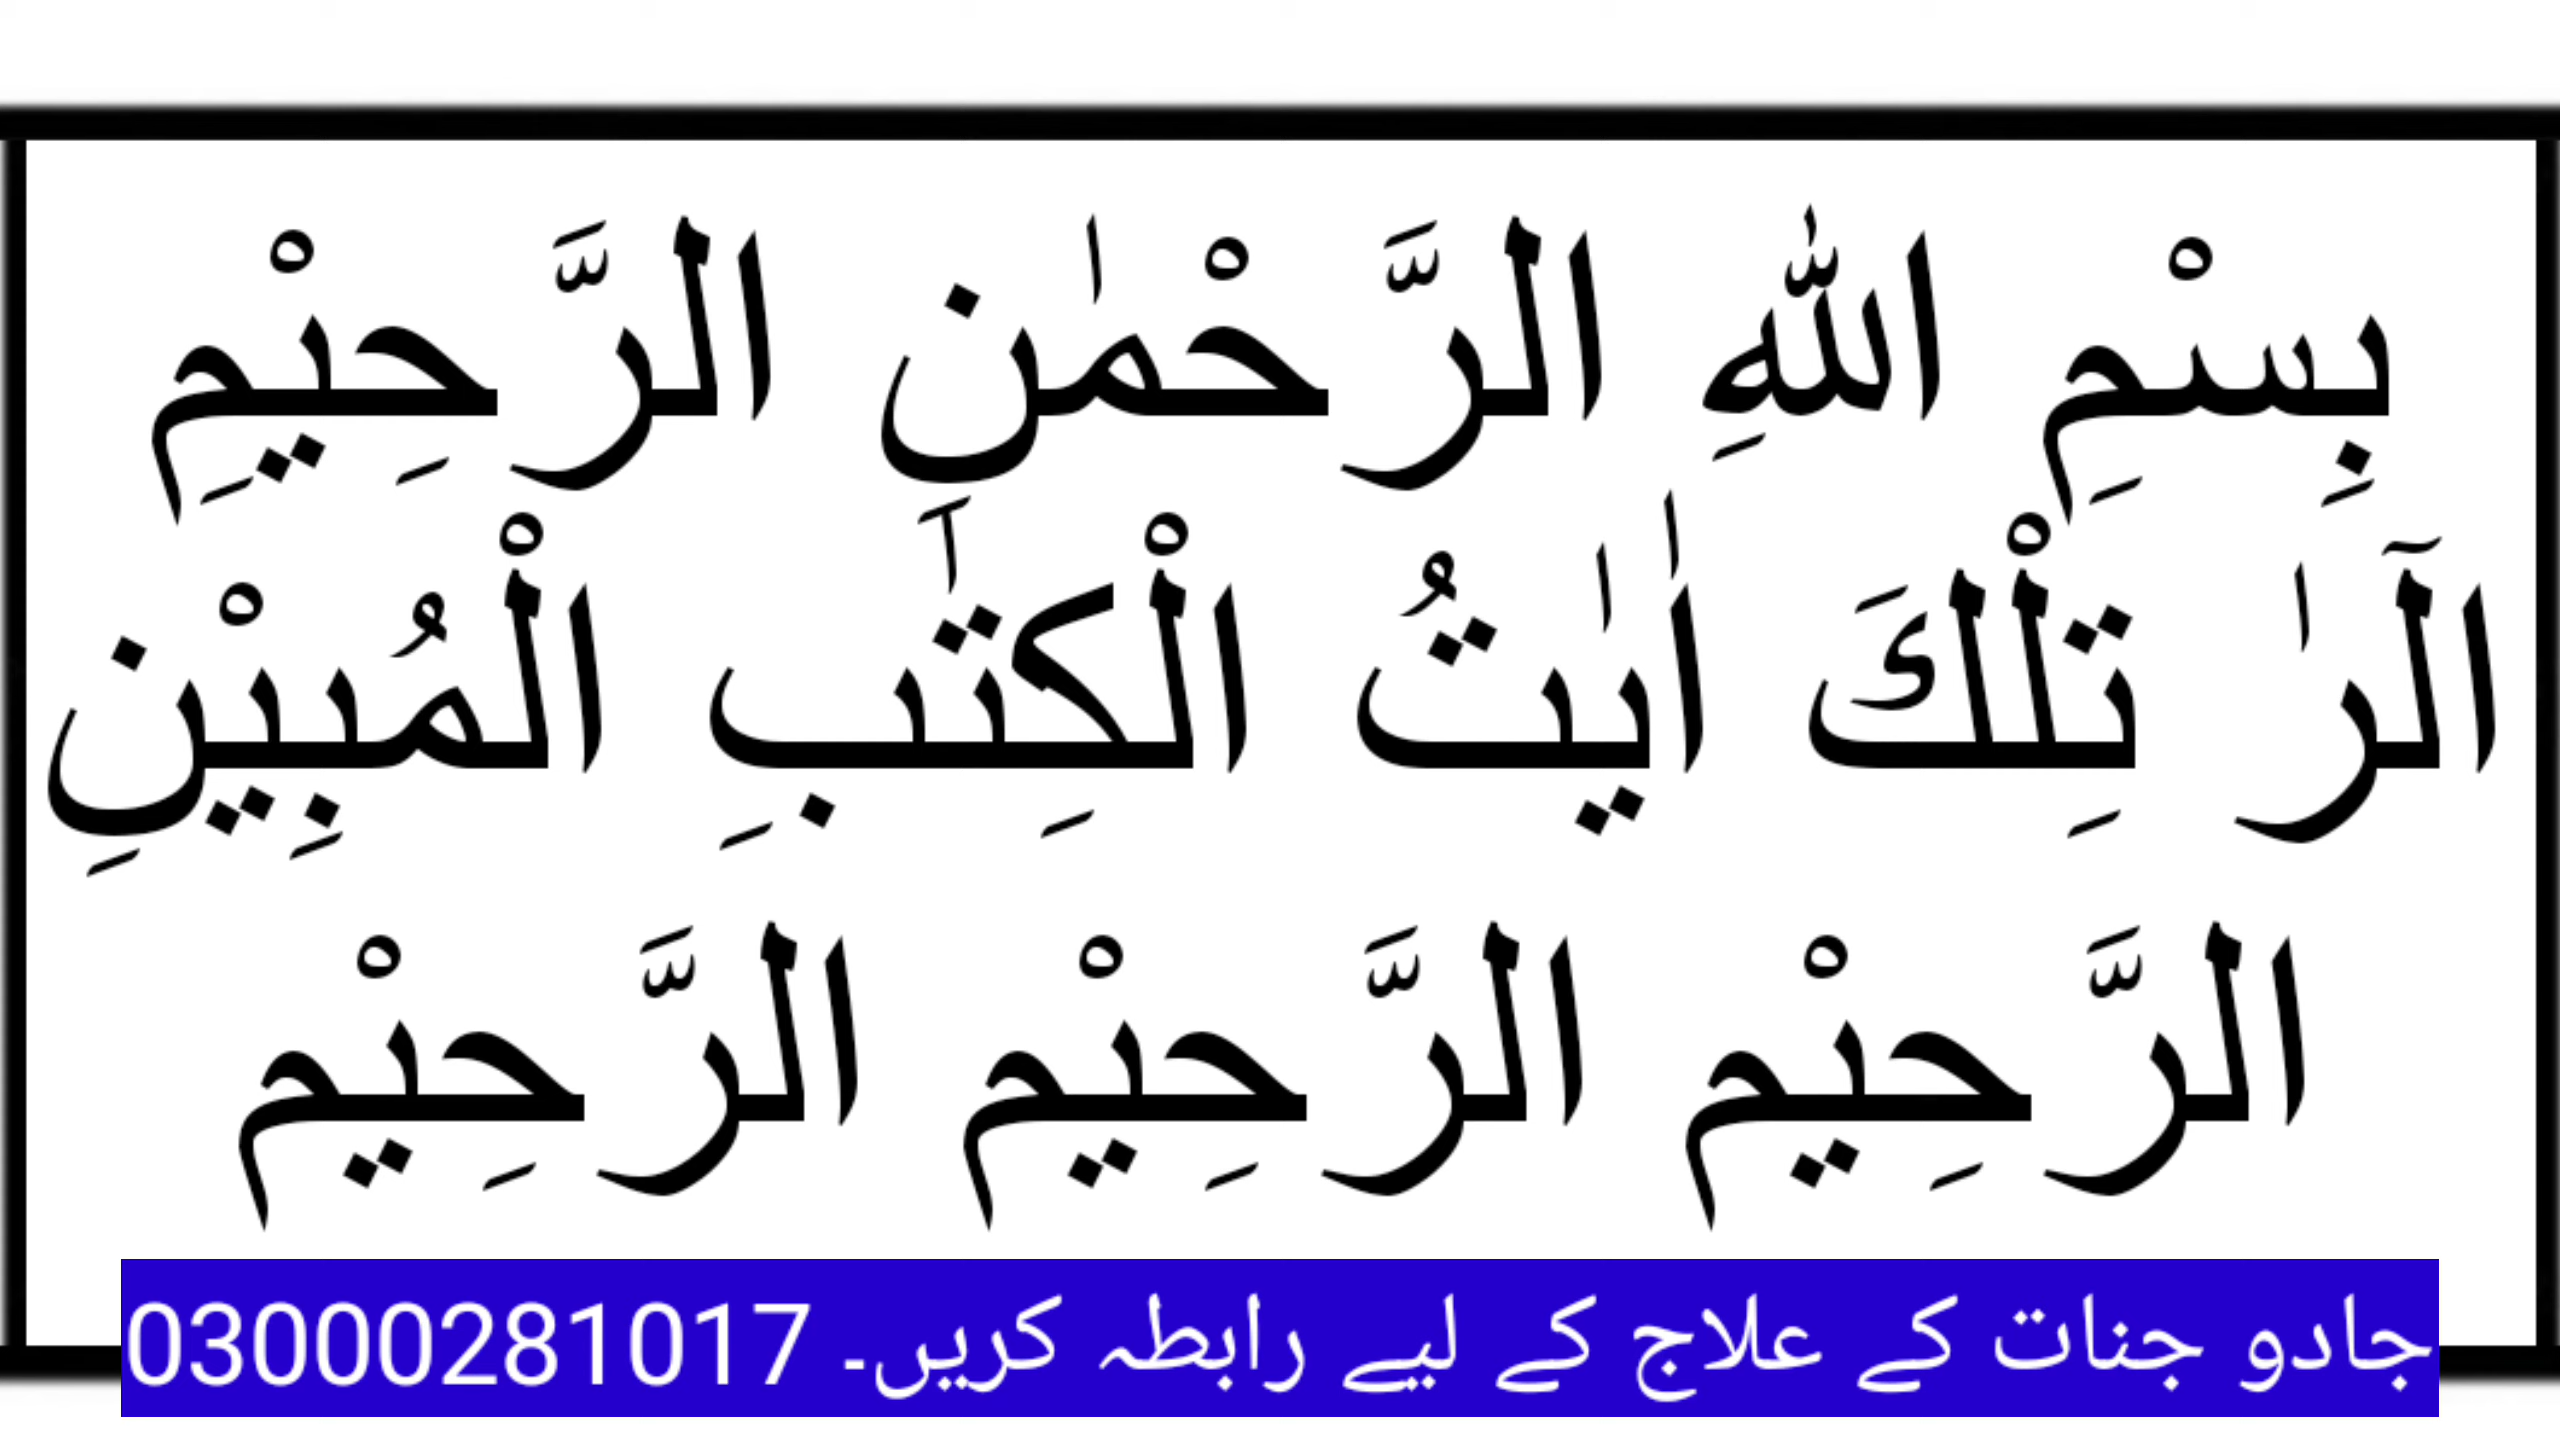 بِسْمِ اللّٰهِ الرَّحْمٰنِ الرَّحِيْمِ
الٓرٰ تِلْكَ اٰيٰتُ الْكِتٰبِ الْمُبِيْنِ
الرَّحِيْم الرَّحِيْم الرَّحِيْم
جادو جنات کے علاج کے لیے رابطہ کریں۔ 03000281017